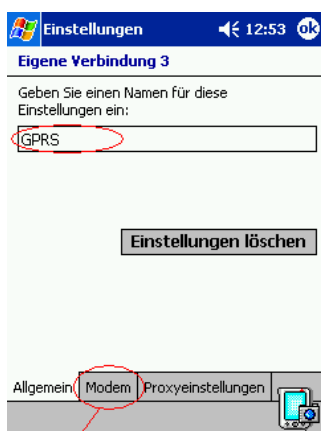 Einstellungen 12:53 ok
Eigene Verbindung 3
Geben Sie einen Namen für diese
Einstellungen ein:
GPRS
Einstellungen löschen
Allgemein Modem Proxyeinstellungen